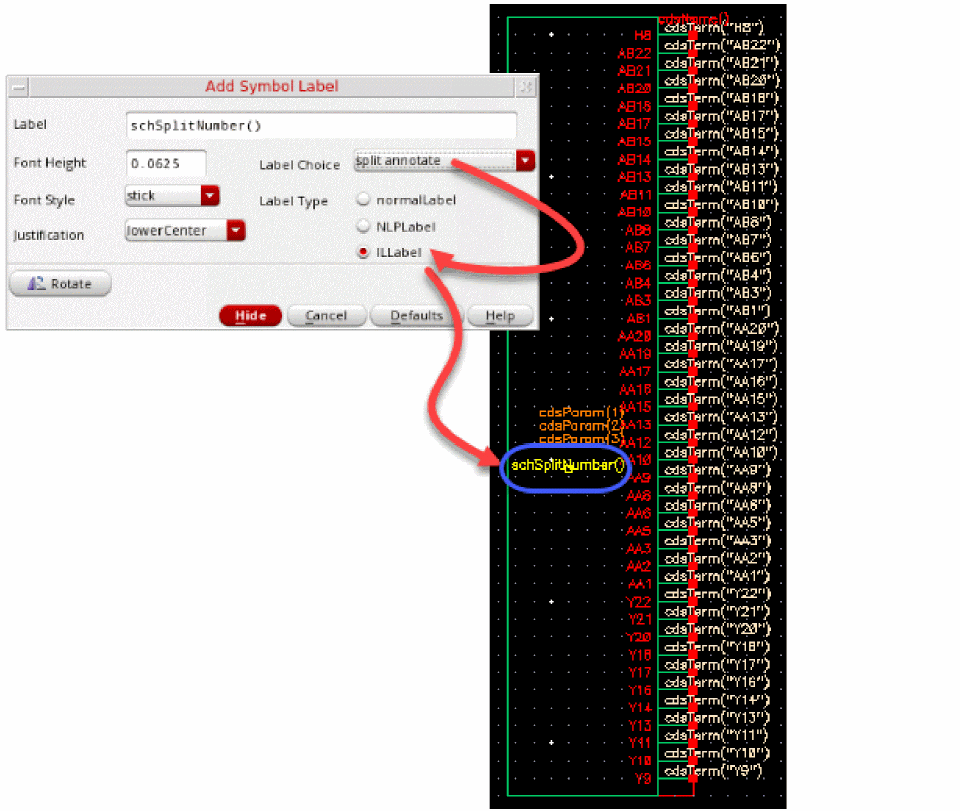 Add Symbol Label
Label schSplitNumber()
Font Height 0.0625 Label Choice split annotate
Font Style stick Label Type normalLabel
NLPLabel
Justification lowerCenter ILLabel
Rotate
Hide Cancel Defaults Help
cdsName()
H8 cdsTerm("H8")
AB22 cdsTerm("AB22")
AB21 cdsTerm("AB21")
AB20 cdsTerm("AB20")
AB18 cdsTerm("AB18")
AB17 cdsTerm("AB17")
AB15 cdsTerm("AB15")
AB14 cdsTerm("AB14")
AB13 cdsTerm("AB13")
AB11 cdsTerm("AB11")
AB10 cdsTerm("AB10")
AB8 cdsTerm("AB8")
AB7 cdsTerm("AB7")
AB6 cdsTerm("AB6")
AB4 cdsTerm("AB4")
AB3 cdsTerm("AB3")
AB1 cdsTerm("AB1")
AA20 cdsTerm("AA20")
AA19 cdsTerm("AA19")
AA17 cdsTerm("AA17")
AA16 cdsTerm("AA16")
AA15 cdsTerm("AA15")
cdsParam(1)
AA13 cdsTerm("AA13")
cdsParam(2)
AA12 cdsTerm("AA12")
cdsParam(3)
AA10 cdsTerm("AA10")
schSplitNumber()
AA9 cdsTerm("AA9")
AA8 cdsTerm("AA8")
AA6 cdsTerm("AA6")
AA5 cdsTerm("AA5")
AA3 cdsTerm("AA3")
AA2 cdsTerm("AA2")
AA1 cdsTerm("AA1")
Y22 cdsTerm("Y22")
Y21 cdsTerm("Y21")
Y20 cdsTerm("Y20")
Y18 cdsTerm("Y18")
Y17 cdsTerm("Y17")
Y16 cdsTerm("Y16")
Y14 cdsTerm("Y14")
Y13 cdsTerm("Y13")
Y11 cdsTerm("Y11")
Y10 cdsTerm("Y10")
Y9 cdsTerm("Y9")